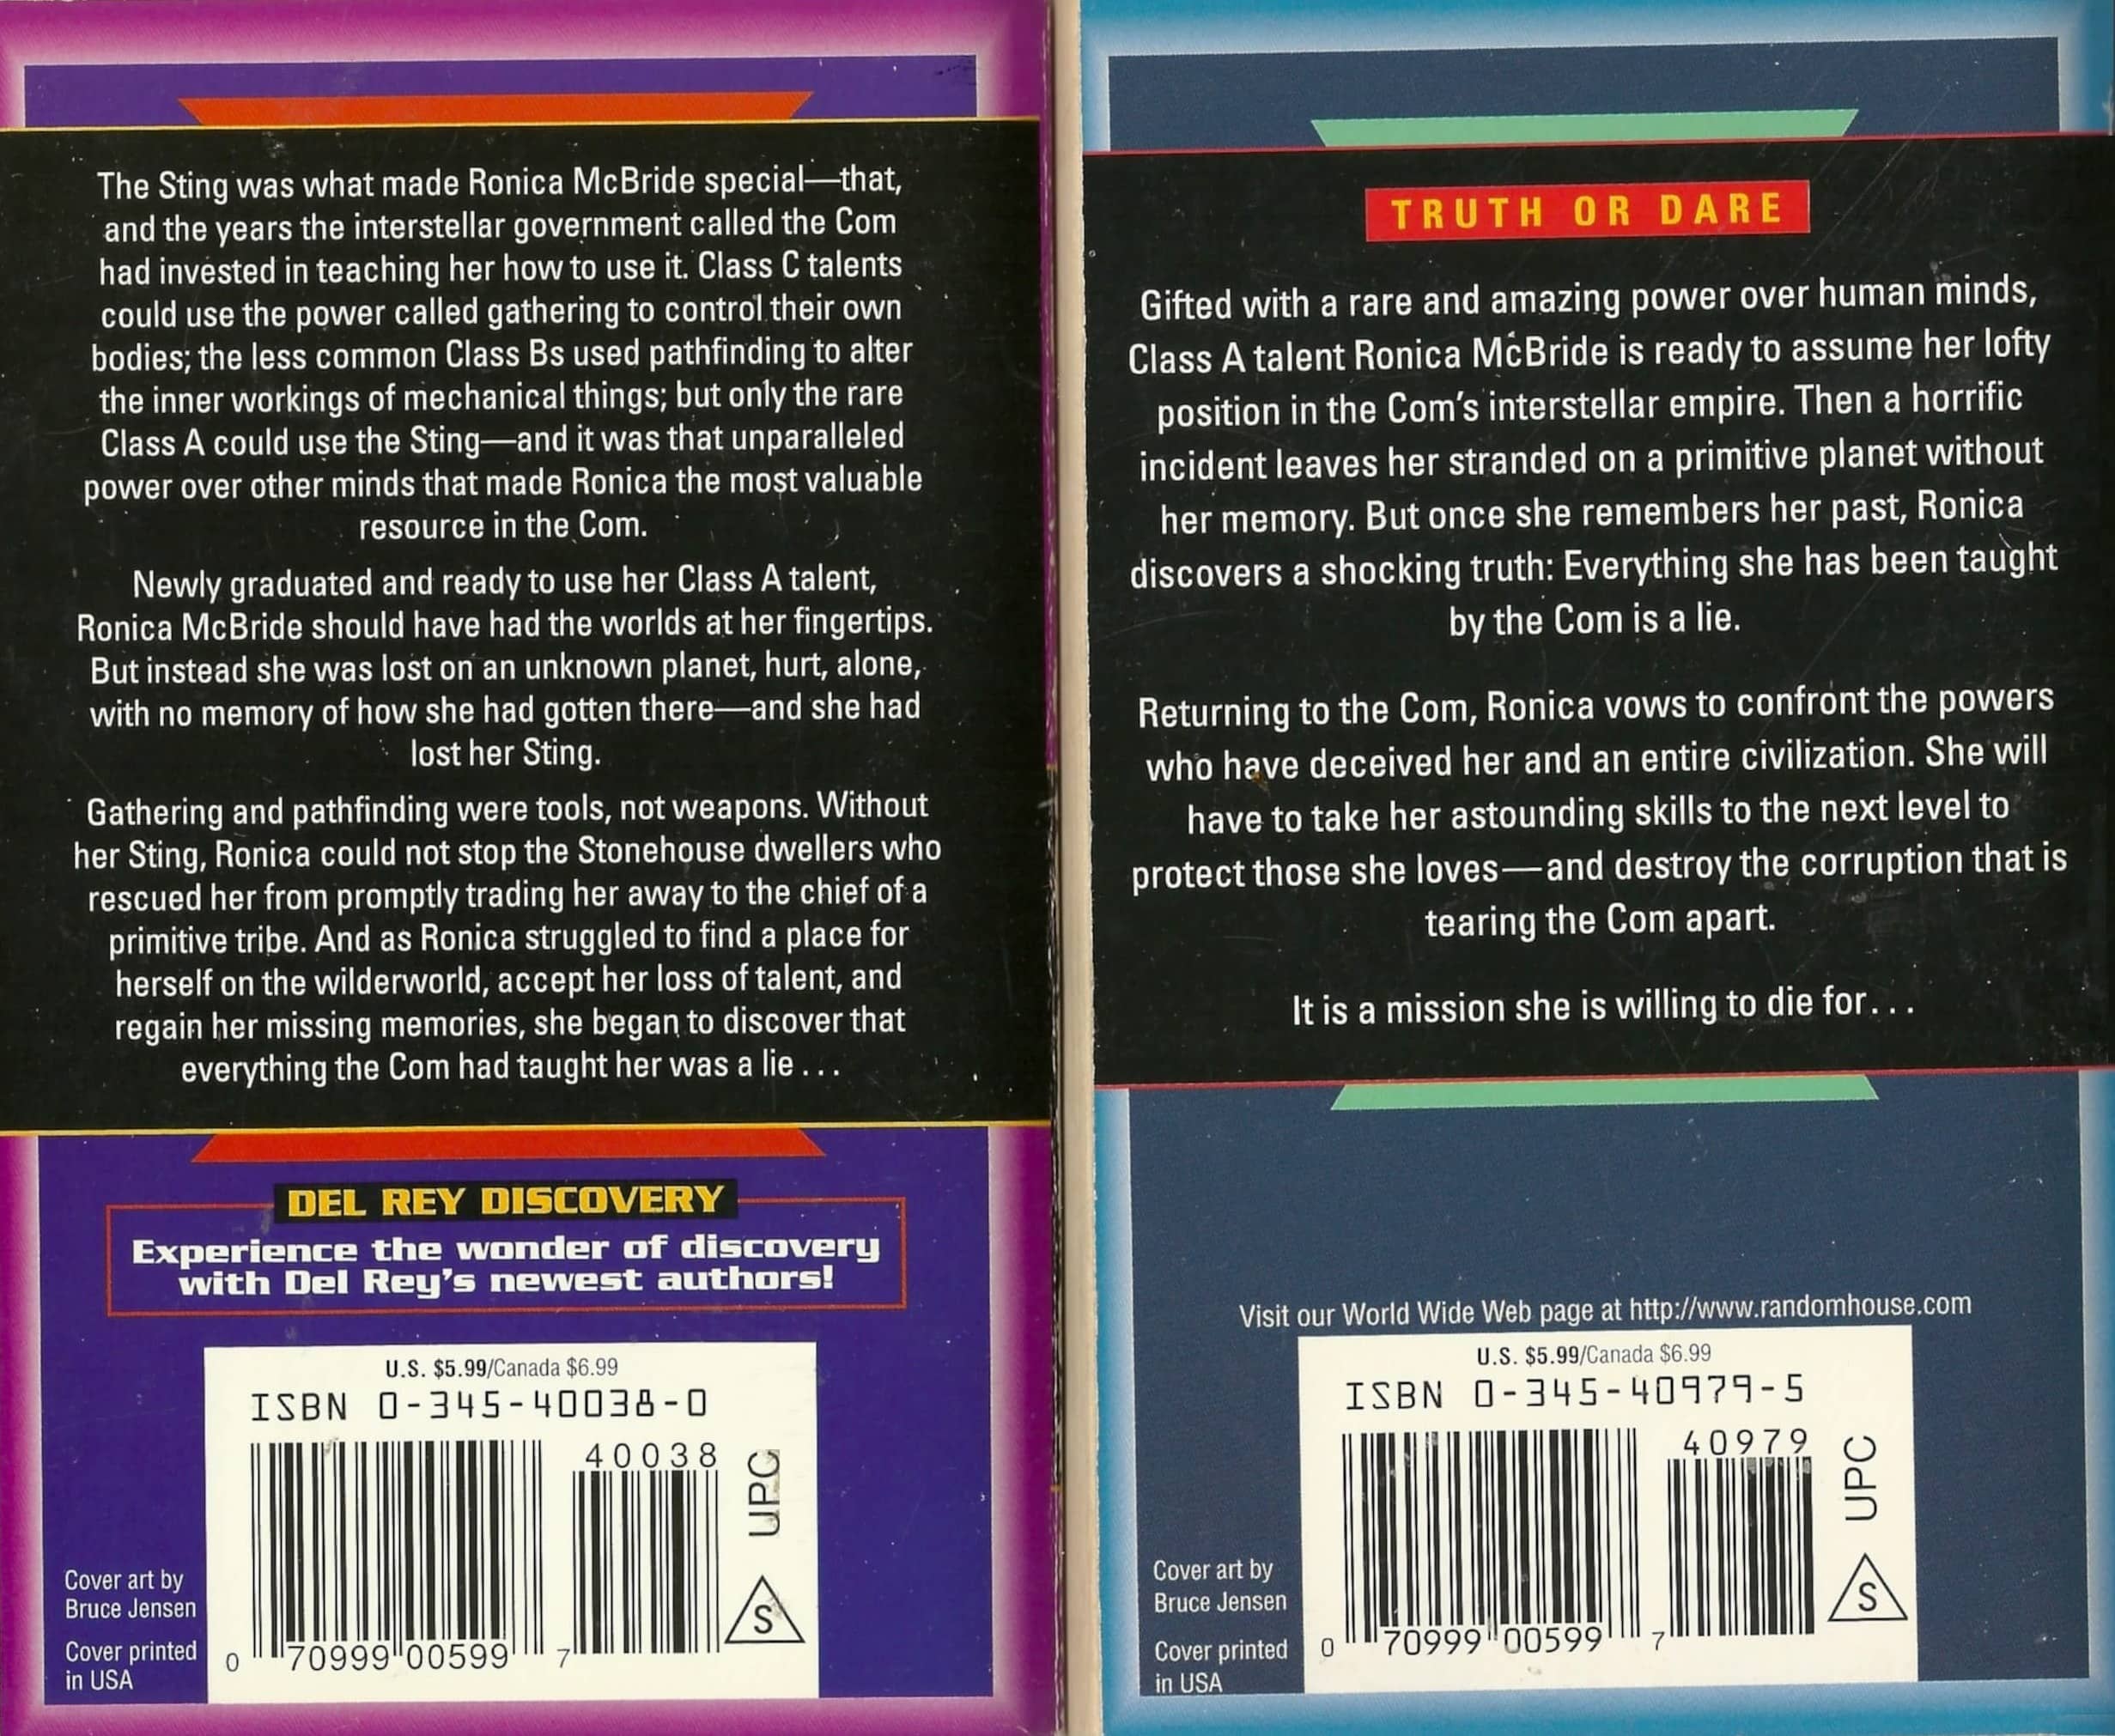 The Sting was what made Ronica McBride special—that,
and the years the interstellar government called the Com
had invested in teaching her how to use it. Class C talents
could use the power called gathering to control their own
bodies; the less common Class Bs used pathfinding to alter
the inner workings of mechanical things; but only the rare
Class A could use the Sting—and it was that unparalleled
power over other minds that made Ronica the most valuable
resource in the Com.
Newly graduated and ready to use her Class A talent,
Ronica McBride should have had the worlds at her fingertips.
But instead she was lost on an unknown planet, hurt, alone,
with no memory of how she had gotten there—and she had
lost her Sting.
Gathering and pathfinding were tools, not weapons. Without
her Sting, Ronica could not stop the Stonehouse dwellers who
rescued her from promptly trading her away to the chief of a
primitive tribe. And as Ronica struggled to find a place for
herself on the wilderworld, accept her loss of talent, and
regain her missing memories, she began to discover that
everything the Com had taught her was a lie . . .
DEL REY DISCOVERY
Experience the wonder of discovery
with Del Rey's newest authors!
U.S. $5.99/Canada $6.99
ISBN 0-345-40038-0
40038
UPC
S
Cover art by
Bruce Jensen
Cover printed
in USA
0 70999 00599 7
TRUTH OR DARE
Gifted with a rare and amazing power over human minds,
Class A talent Ronica McBride is ready to assume her lofty
position in the Com's interstellar empire. Then a horrific
incident leaves her stranded on a primitive planet without
her memory. But once she remembers her past, Ronica
discovers a shocking truth: Everything she has been taught
by the Com is a lie.
Returning to the Com, Ronica vows to confront the powers
who have deceived her and an entire civilization. She will
have to take her astounding skills to the next level to
protect those she loves—and destroy the corruption that is
tearing the Com apart.
It is a mission she is willing to die for . . .
Visit our World Wide Web page at http://www.randomhouse.com
U.S. $5.99/Canada $6.99
ISBN 0-345-40979-5
40979
UPC
S
Cover art by
Bruce Jensen
Cover printed
in USA
0 70999 00599 7